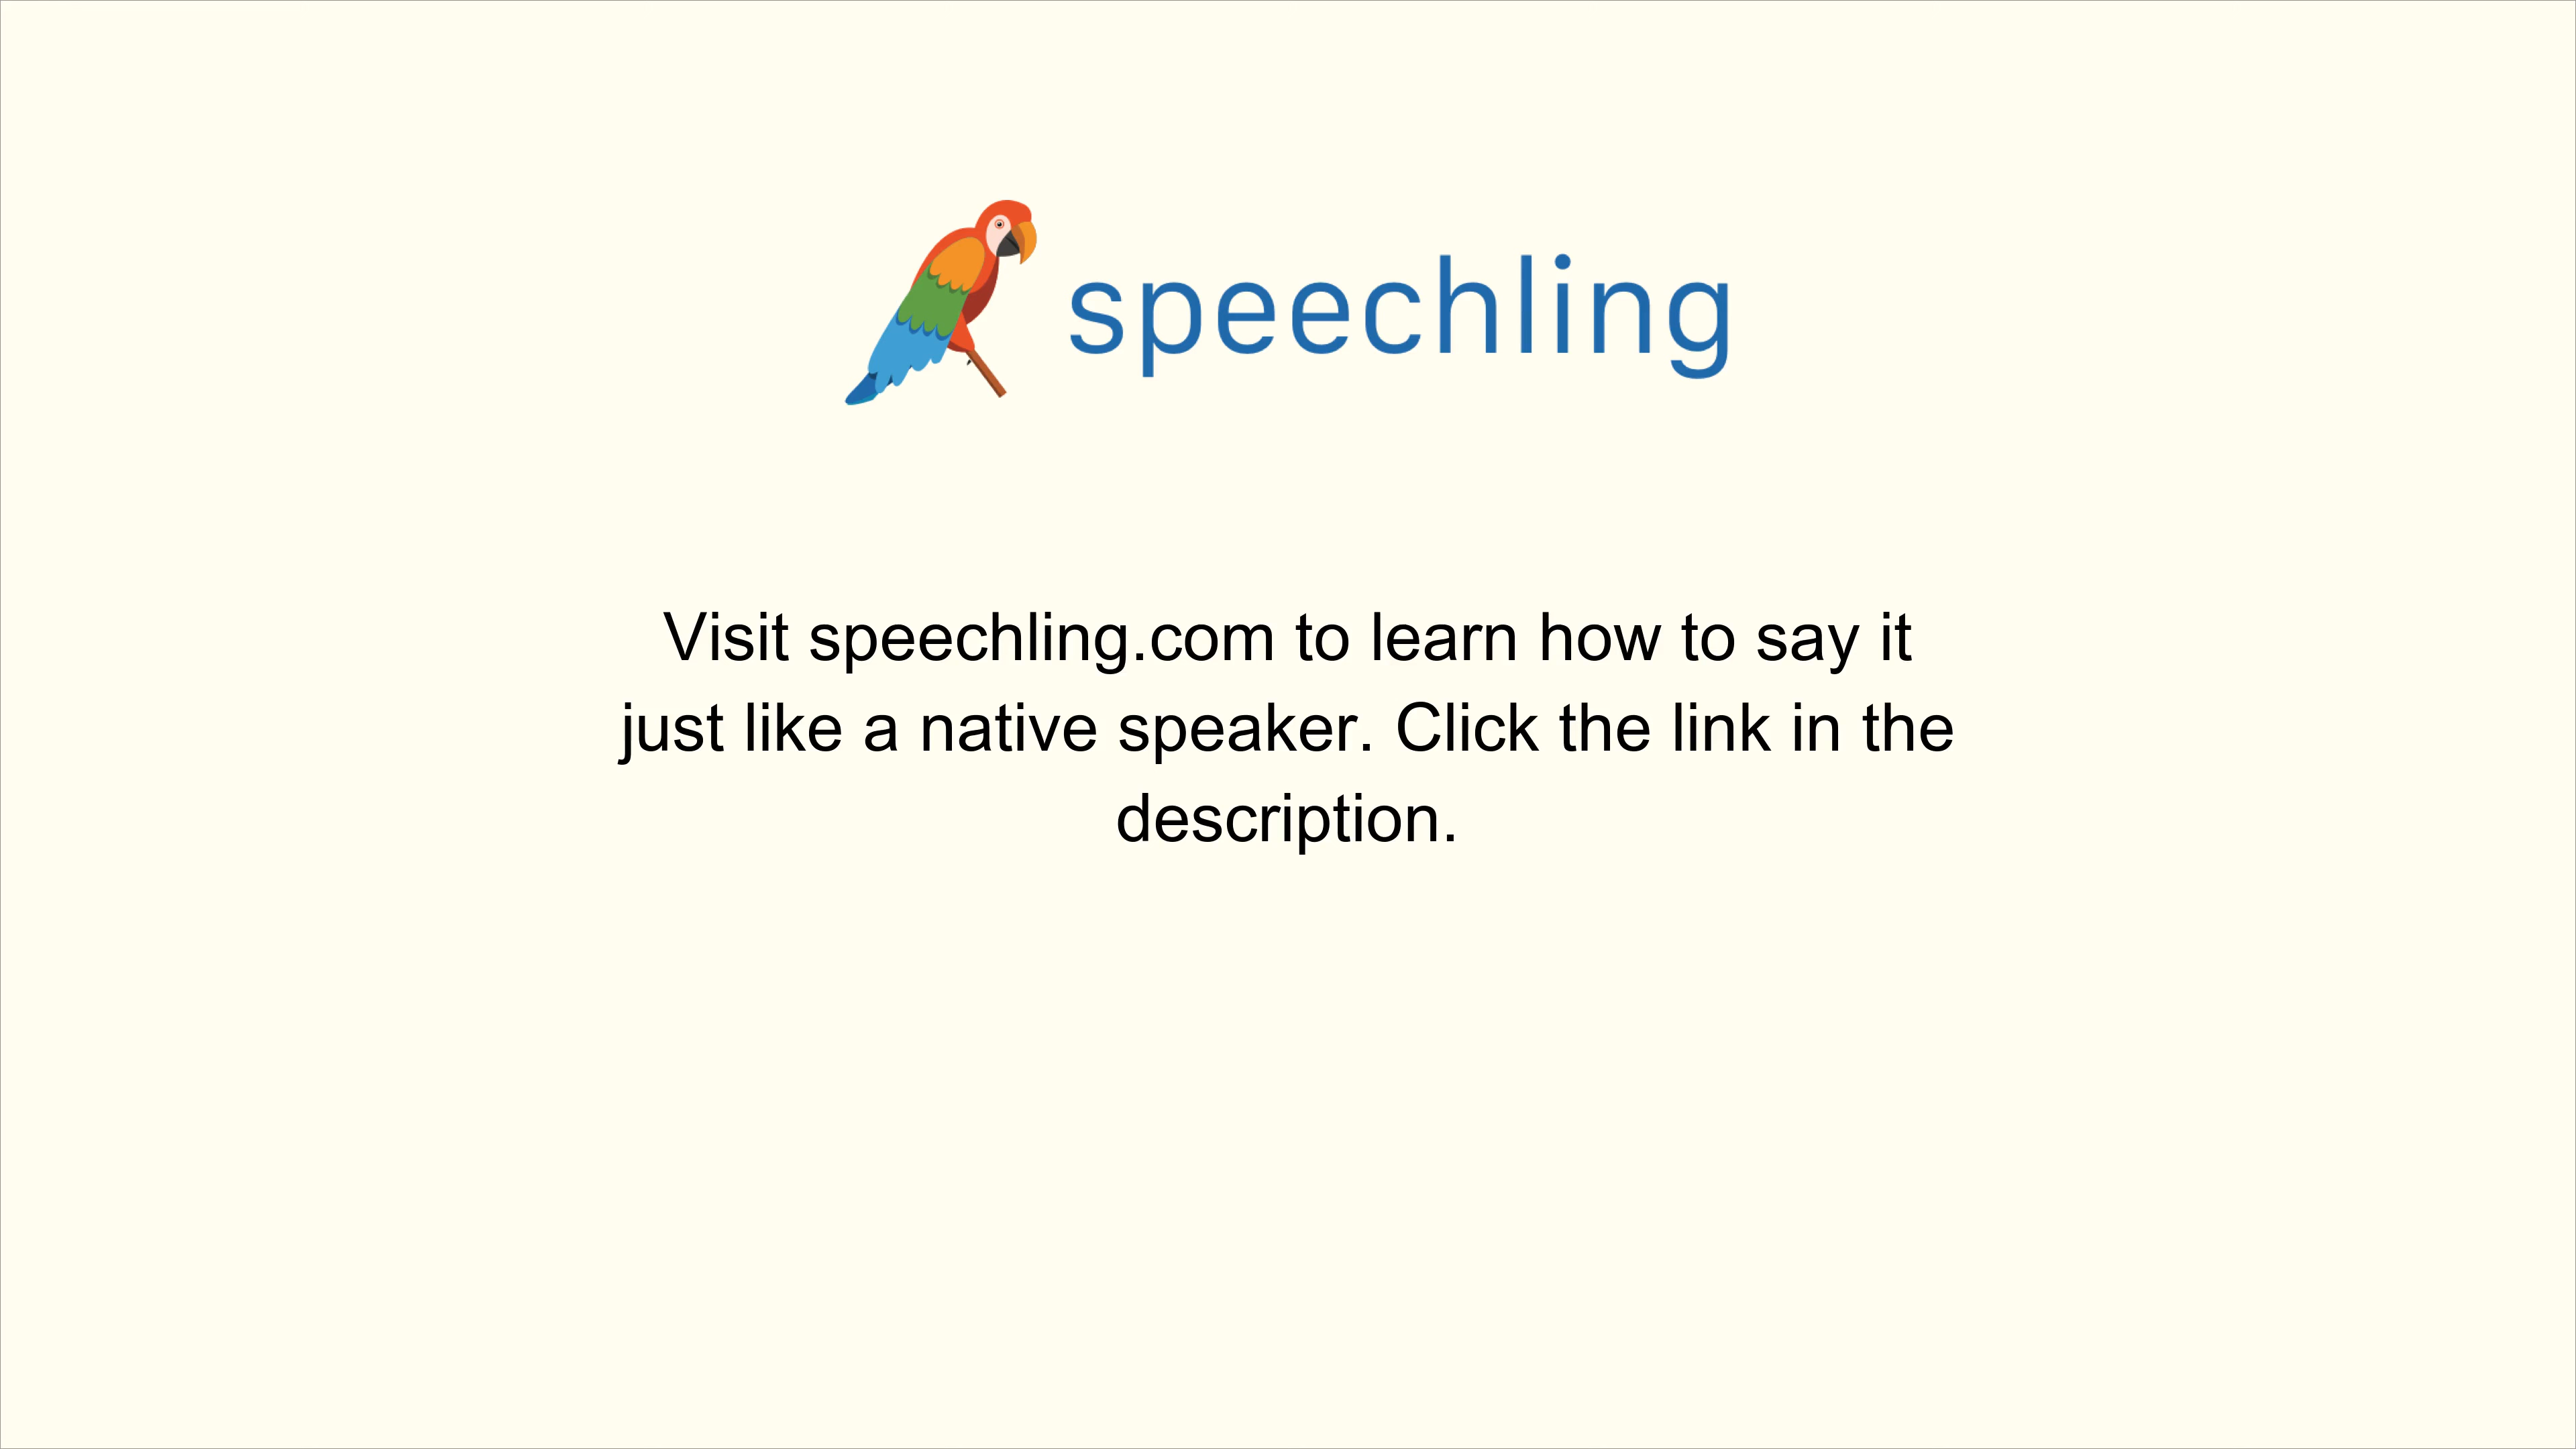 speechling
Visit speechling.com to learn how to say it
just like a native speaker. Click the link in the
description.